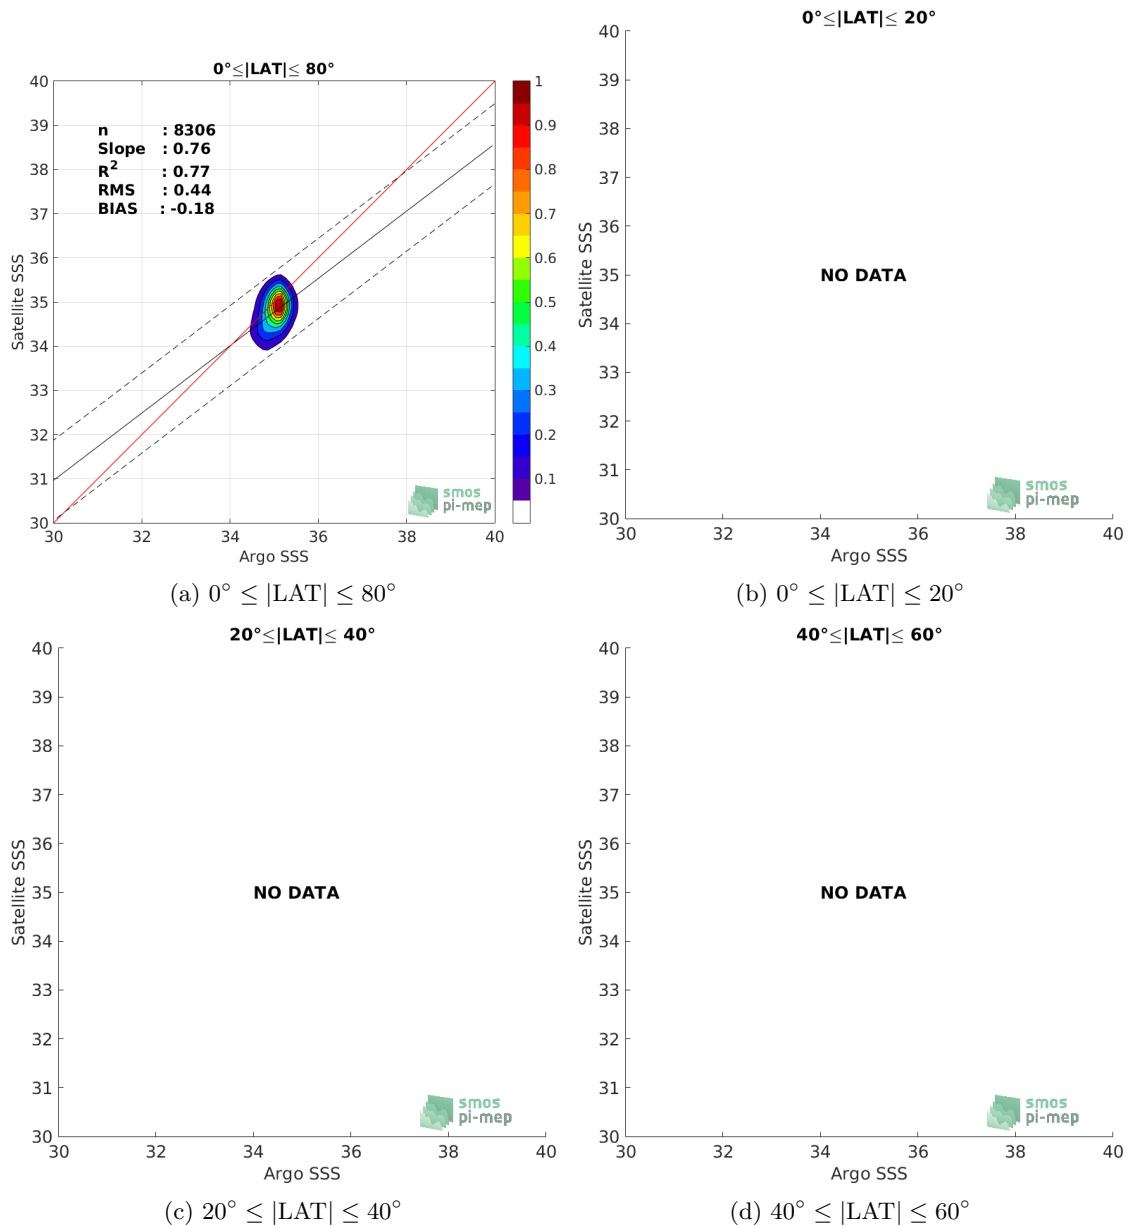 0°≤|LAT|≤ 80°
40
39
38
37
36
35
34
33
32
31
30
30
32
34
36
38
40
Satellite SSS
Argo SSS
n : 8306
Slope : 0.76
R² : 0.77
RMS : 0.44
BIAS : -0.18
1
0.9
0.8
0.7
0.6
0.5
0.4
0.3
0.2
0.1
smos
pi-mep
(a) 0° ≤ |LAT| ≤ 80°
0°≤|LAT|≤ 20°
40
39
38
37
36
35
34
33
32
31
30
30
32
34
36
38
40
Satellite SSS
Argo SSS
NO DATA
smos
pi-mep
(b) 0° ≤ |LAT| ≤ 20°
20°≤|LAT|≤ 40°
40
39
38
37
36
35
34
33
32
31
30
30
32
34
36
38
40
Satellite SSS
Argo SSS
NO DATA
smos
pi-mep
(c) 20° ≤ |LAT| ≤ 40°
40°≤|LAT|≤ 60°
40
39
38
37
36
35
34
33
32
31
30
30
32
34
36
38
40
Satellite SSS
Argo SSS
NO DATA
smos
pi-mep
(d) 40° ≤ |LAT| ≤ 60°